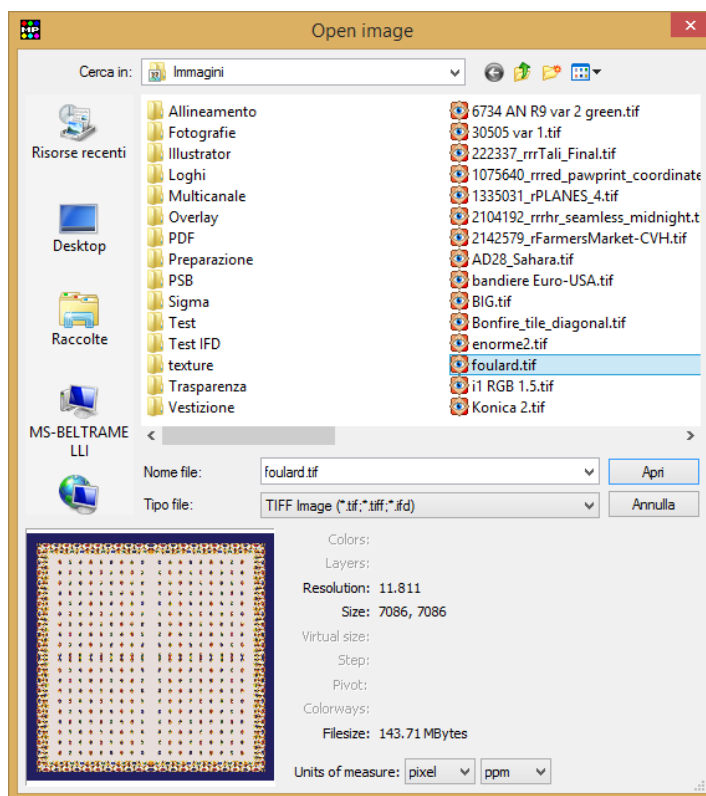 MP
Open image
Cerca in: Immagini
Risorse recenti
Desktop
Raccolte
MS-BELTRAME
LLI
Allineamento
Fotografie
Illustrator
Loghi
Multicanale
Overlay
PDF
Preparazione
PSB
Sigma
Test
Test IFD
texture
Trasparenza
Vestizione
6734 AN R9 var 2 green.tif
30505 var 1.tif
222337_rrrTali_Final.tif
1075640_rrrred_pawprint_coordinate
1335031_rPLANES_4.tif
2104192_rrrhr_seamless_midnight.t
2142579_rFarmersMarket-CVH.tif
AD28_Sahara.tif
bandiere Euro-USA.tif
BIG.tif
Bonfire_tile_diagonal.tif
enorme2.tif
foulard.tif
i1 RGB 1.5.tif
Konica 2.tif
Nome file: foulard.tif Apri
Tipo file: TIFF Image (*.tif;*.tiff;*.ifd) Annulla
Colors:
Layers:
Resolution: 11.811
Size: 7086, 7086
Virtual size:
Step:
Pivot:
Colorways:
Filesize: 143.71 MBytes
Units of measure: pixel ppm